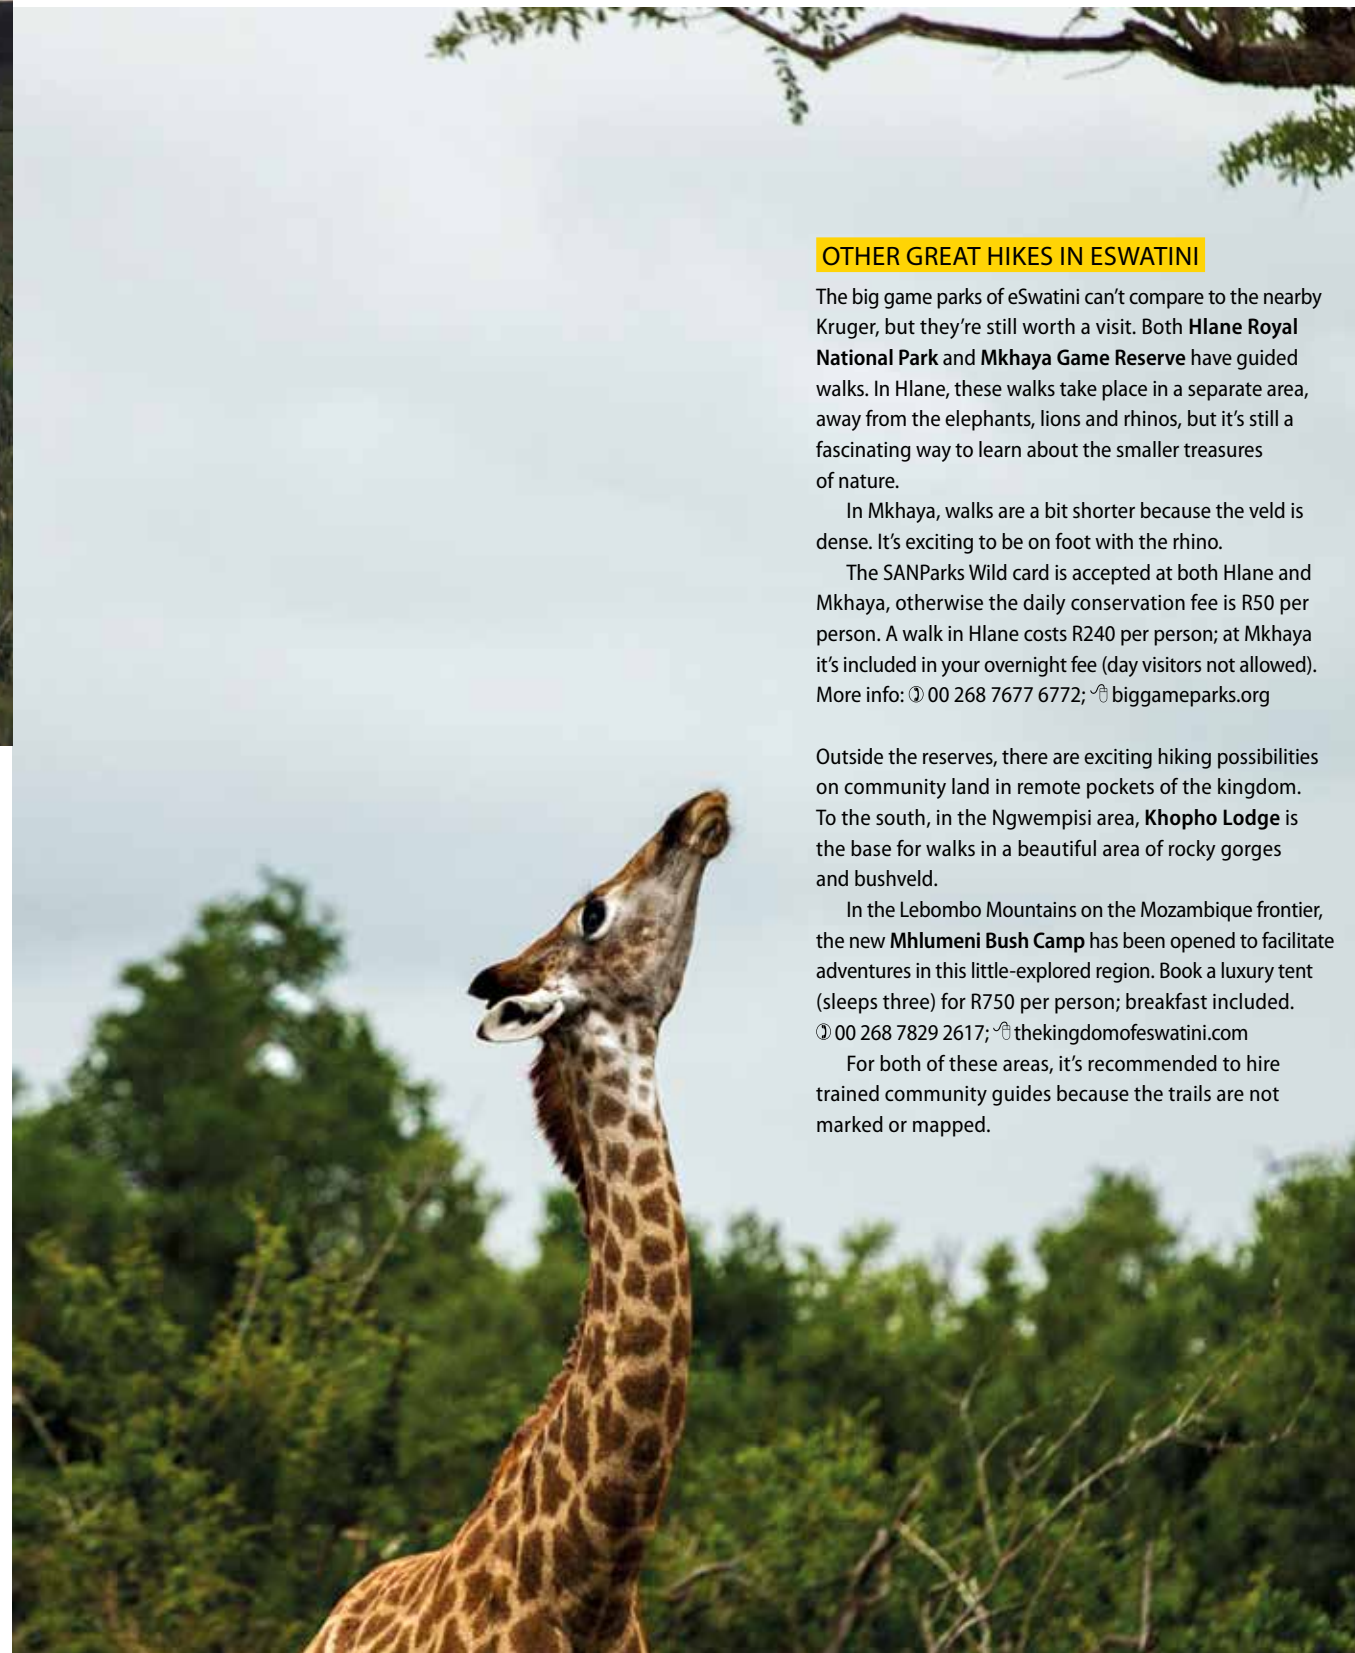 OTHER GREAT HIKES IN ESWATINI
The big game parks of eSwatini can’t compare to the nearby
Kruger, but they’re still worth a visit. Both Hlane Royal
National Park and Mkhaya Game Reserve have guided
walks. In Hlane, these walks take place in a separate area,
away from the elephants, lions and rhinos, but it’s still a
fascinating way to learn about the smaller treasures
of nature.
In Mkhaya, walks are a bit shorter because the veld is
dense. It’s exciting to be on foot with the rhino.
The SANParks Wild card is accepted at both Hlane and
Mkhaya, otherwise the daily conservation fee is R50 per
person. A walk in Hlane costs R240 per person; at Mkhaya
it’s included in your overnight fee (day visitors not allowed).
More info: 00 268 7677 6772; biggameparks.org
Outside the reserves, there are exciting hiking possibilities
on community land in remote pockets of the kingdom.
To the south, in the Ngwempisi area, Khopho Lodge is
the base for walks in a beautiful area of rocky gorges
and bushveld.
In the Lebombo Mountains on the Mozambique frontier,
the new Mhlumeni Bush Camp has been opened to facilitate
adventures in this little-explored region. Book a luxury tent
(sleeps three) for R750 per person; breakfast included.
00 268 7829 2617; thekingdomofeswatini.com
For both of these areas, it’s recommended to hire
trained community guides because the trails are not
marked or mapped.